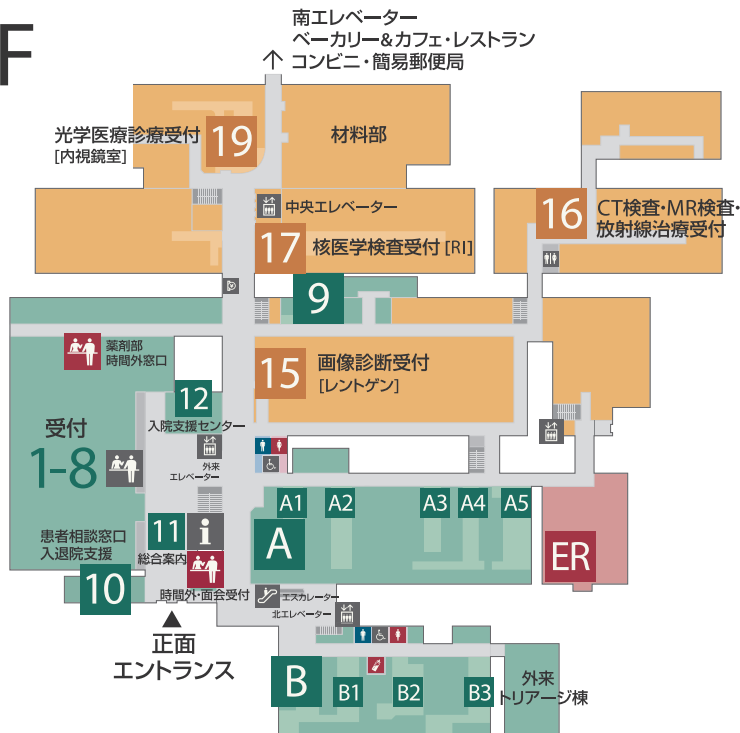 F
南エレベーター
ベーカリー&カフェ・レストラン
コンビニ・簡易郵便局
光学医療診療受付
[内視鏡室]
19
材料部
中央エレベーター
17
核医学検査受付 [RI]
16
CT検査・MR検査・
放射線治療受付
9
薬剤部
時間外窓口
15
画像診断受付
[レントゲン]
12
入院支援センター
受付
1-8
外来
エレベーター
A1
A2
A3
A4
A5
患者相談窓口
入退院支援
11
i
総合案内
A
ER
10
時間外・面会受付
エスカレーター
北エレベーター
正面
エントランス
B
B1
B2
B3
外来
トリアージ棟